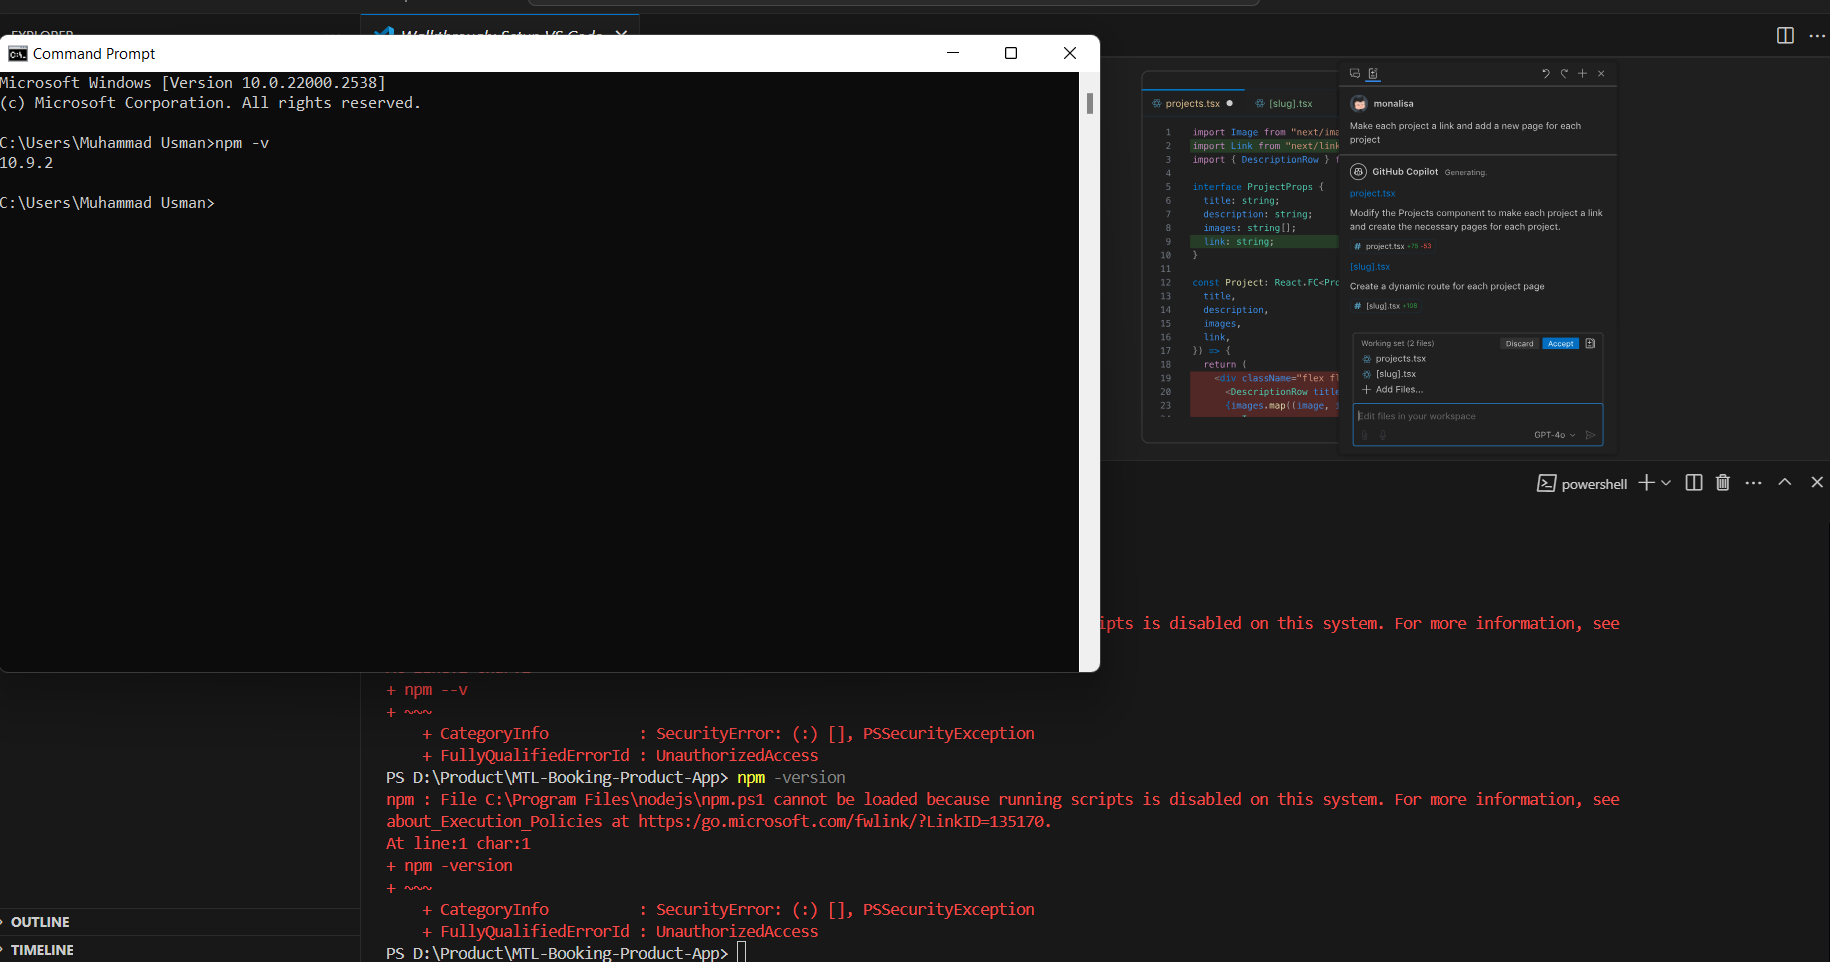 Command Prompt
Microsoft Windows [Version 10.0.22000.2538]
(c) Microsoft Corporation. All rights reserved.
C:\Users\Muhammad Usman>npm -v
10.9.2
C:\Users\Muhammad Usman>
projects.tsx
[slug].tsx
1 import Image from "next/ima
2 import Link from "next/link
3 import { DescriptionRow }
4
5 interface ProjectProps {
6 title: string;
7 description: string;
8 images: string[];
9 link: string;
10 }
11
12 const Project: React.FC<Pro
13 title,
14 description,
15 images,
16 link,
17 }) => {
18 return (
19 <div className="flex fl
20 <DescriptionRow title
23 {images.map((image, i
monalisa
Make each project a link and add a new page for each
project
GitHub Copilot Generating.
project.tsx
Modify the Projects component to make each project a link
and create the necessary pages for each project.
# project.tsx +75 -53
[slug].tsx
Create a dynamic route for each project page
# [slug].tsx +108
Working set (2 files) Discard Accept
projects.tsx
[slug].tsx
+ Add Files...
Edit files in your workspace
GPT-4o
powershell
ipts is disabled on this system. For more information, see
+ npm --v
+ ~~~
+ CategoryInfo : SecurityError: (:) [], PSSecurityException
+ FullyQualifiedErrorId : UnauthorizedAccess
PS D:\Product\MTL-Booking-Product-App> npm -version
npm : File C:\Program Files\nodejs\npm.ps1 cannot be loaded because running scripts is disabled on this system. For more information, see
about_Execution_Policies at https:/go.microsoft.com/fwlink/?LinkID=135170.
At line:1 char:1
+ npm -version
+ ~~~
+ CategoryInfo : SecurityError: (:) [], PSSecurityException
+ FullyQualifiedErrorId : UnauthorizedAccess
PS D:\Product\MTL-Booking-Product-App>
OUTLINE
TIMELINE